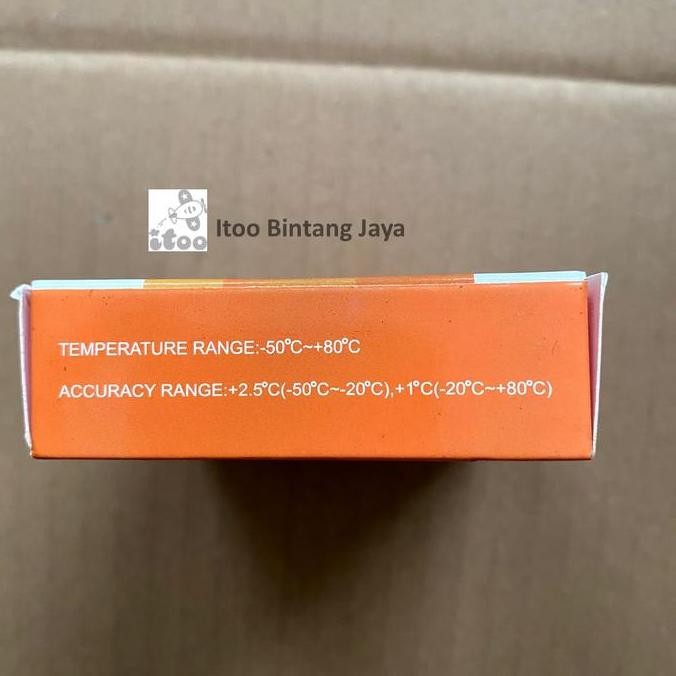 itoo
Itoo Bintang Jaya
TEMPERATURE RANGE:-50°C~+80°C
ACCURACY RANGE:+2.5°C(-50°C~-20°C),+1°C(-20°C~+80°C)